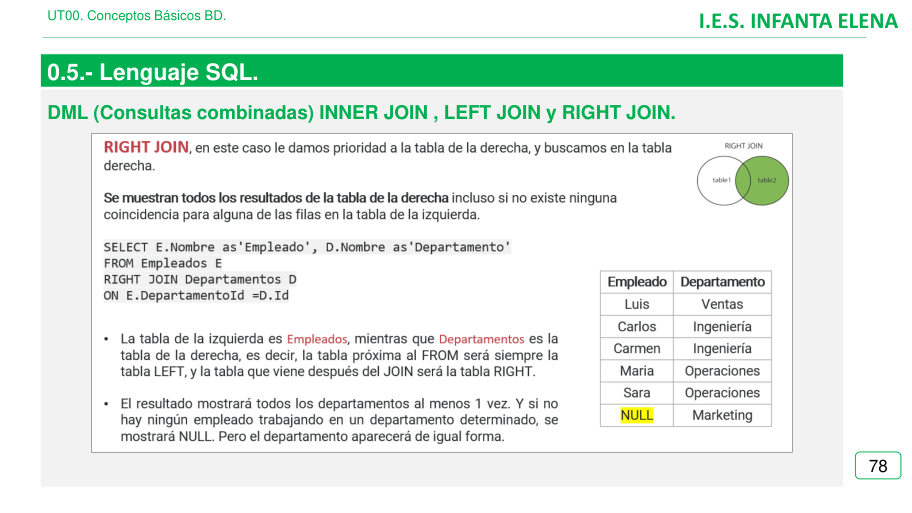 UT00. Conceptos Básicos BD.
I.E.S. INFANTA ELENA
0.5.- Lenguaje SQL.
DML (Consultas combinadas) INNER JOIN , LEFT JOIN y RIGHT JOIN.
RIGHT JOIN, en este caso le damos prioridad a la tabla de la derecha, y buscamos en la tabla
derecha.
RIGHT JOIN
table1 table2
Se muestran todos los resultados de la tabla de la derecha incluso si no existe ninguna
coincidencia para alguna de las filas en la tabla de la izquierda.
SELECT E.Nombre as'Empleado', D.Nombre as'Departamento'
FROM Empleados E
RIGHT JOIN Departamentos D
ON E.DepartamentoId =D.Id
• La tabla de la izquierda es Empleados, mientras que Departamentos es la
tabla de la derecha, es decir, la tabla próxima al FROM será siempre la
tabla LEFT, y la tabla que viene después del JOIN será la tabla RIGHT.
• El resultado mostrará todos los departamentos al menos 1 vez. Y si no
hay ningún empleado trabajando en un departamento determinado, se
mostrará NULL. Pero el departamento aparecerá de igual forma.
Empleado Departamento
Luis Ventas
Carlos Ingeniería
Carmen Ingeniería
Maria Operaciones
Sara Operaciones
NULL Marketing
78